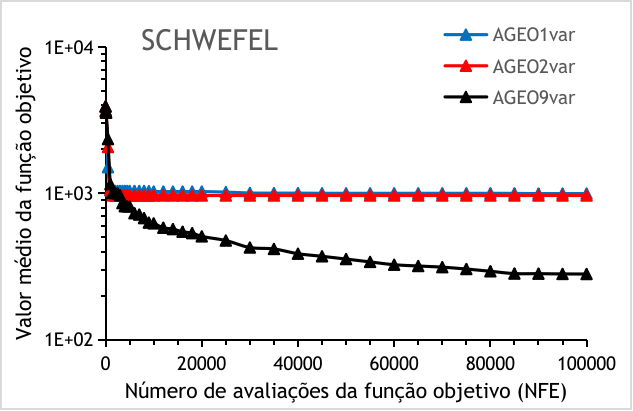 SCHWEFEL
AGEO1var
AGEO2var
AGEO9var
Valor médio da função objetivo
1E+04
1E+03
1E+02
0 20000 40000 60000 80000 100000
Número de avaliações da função objetivo (NFE)